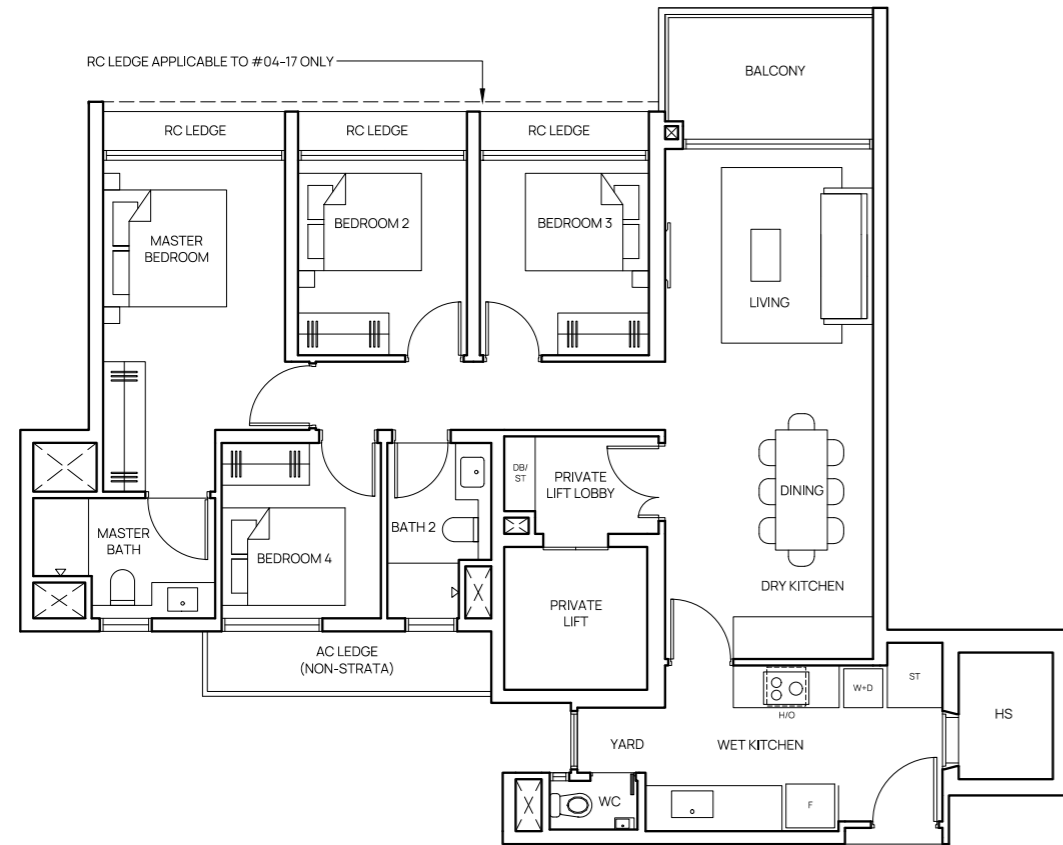 BALCONY
RC LEDGE APPLICABLE TO #04-17 ONLY
RC LEDGE
RC LEDGE
RC LEDGE
MASTER
BEDROOM
BEDROOM 2
BEDROOM 3
LIVING
DB/
ST
PRIVATE
LIFT LOBBY
DINING
MASTER
BATH
BATH 2
BEDROOM 4
DRY KITCHEN
PRIVATE
LIFT
AC LEDGE
(NON-STRATA)
ST
W+D
H/O
HS
YARD
WET KITCHEN
WC
F